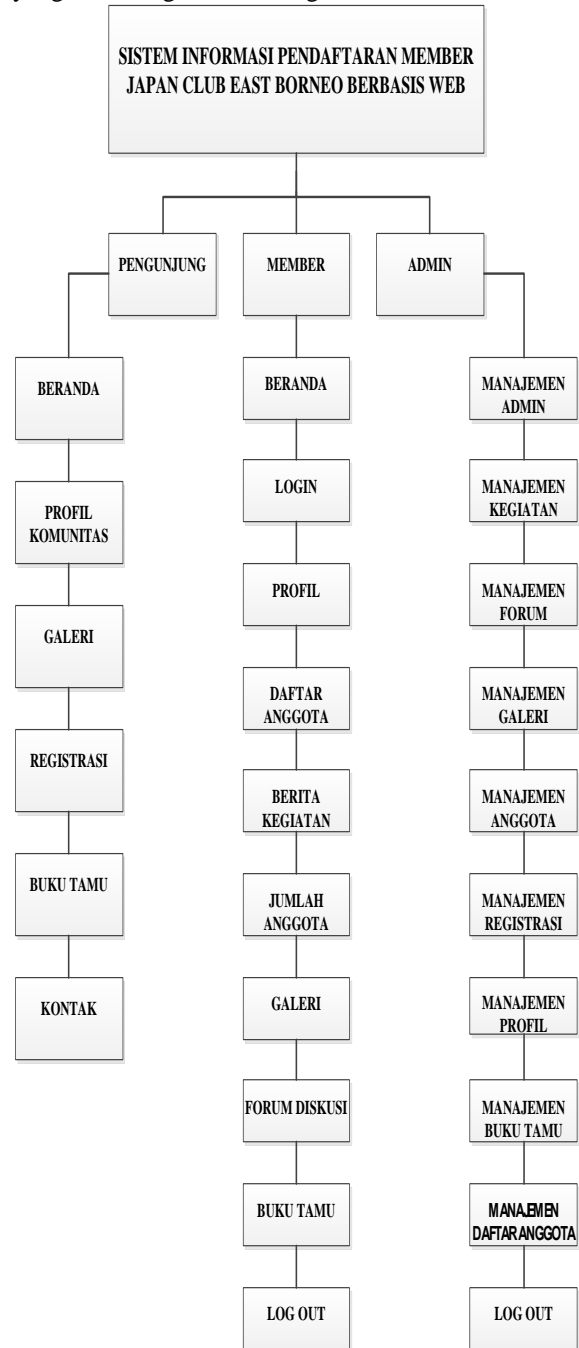 SISTEM INFORMASI PENDAFTARAN MEMBER
JAPAN CLUB EAST BORNEO BERBASIS WEB
PENGUNJUNG
MEMBER
ADMIN
BERANDA
PROFIL
KOMUNITAS
GALERI
REGISTRASI
BUKU TAMU
KONTAK
BERANDA
LOGIN
PROFIL
DAFTAR
ANGGOTA
BERITA
KEGIATAN
JUMLAH
ANGGOTA
GALERI
FORUM DISKUSI
BUKU TAMU
LOG OUT
MANAJEMEN
ADMIN
MANAJEMEN
KEGIATAN
MANAJEMEN
FORUM
MANAJEMEN
GALERI
MANAJEMEN
ANGGOTA
MANAJEMEN
REGISTRASI
MANAJEMEN
PROFIL
MANAJEMEN
BUKU TAMU
MANAJEMEN
DAFTAR ANGGOTA
LOG OUT